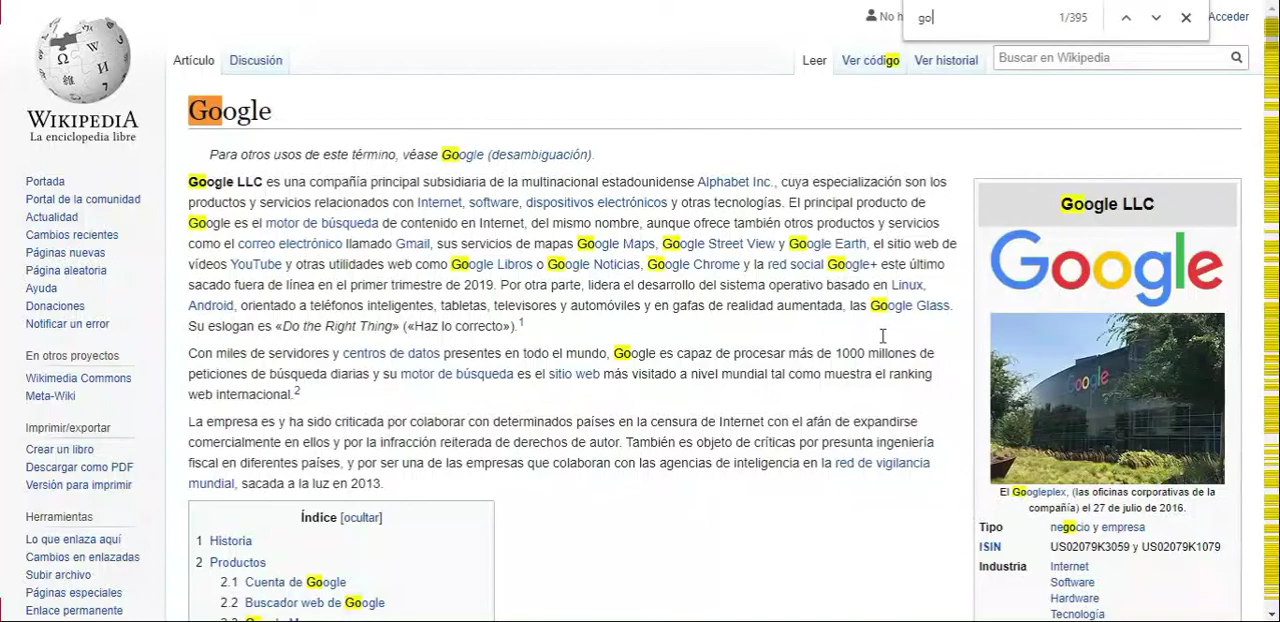 No h
go
1/395
Acceder
Artículo
Discusión
Leer
Ver código
Ver historial
Buscar en Wikipedia
WIKIPEDIA
La enciclopedia libre
Portada
Portal de la comunidad
Actualidad
Cambios recientes
Páginas nuevas
Página aleatoria
Ayuda
Donaciones
Notificar un error
En otros proyectos
Wikimedia Commons
Meta-Wiki
Imprimir/exportar
Crear un libro
Descargar como PDF
Versión para imprimir
Herramientas
Lo que enlaza aquí
Cambios en enlazadas
Subir archivo
Páginas especiales
Enlace permanente
Google
Para otros usos de este término, véase Google (desambiguación).
Google LLC es una compañía principal subsidiaria de la multinacional estadounidense Alphabet Inc., cuya especialización son los
productos y servicios relacionados con Internet, software, dispositivos electrónicos y otras tecnologías. El principal producto de
Google es el motor de búsqueda de contenido en Internet, del mismo nombre, aunque ofrece también otros productos y servicios
como el correo electrónico llamado Gmail, sus servicios de mapas Google Maps, Google Street View y Google Earth, el sitio web de
vídeos YouTube y otras utilidades web como Google Libros o Google Noticias, Google Chrome y la red social Google+ este último
sacado fuera de línea en el primer trimestre de 2019. Por otra parte, lidera el desarrollo del sistema operativo basado en Linux,
Android, orientado a teléfonos inteligentes, tabletas, televisores y automóviles y en gafas de realidad aumentada, las Google Glass.
Su eslogan es «Do the Right Thing» («Haz lo correcto»).1
Con miles de servidores y centros de datos presentes en todo el mundo, Google es capaz de procesar más de 1000 millones de
peticiones de búsqueda diarias y su motor de búsqueda es el sitio web más visitado a nivel mundial tal como muestra el ranking
web internacional.2
La empresa es y ha sido criticada por colaborar con determinados países en la censura de Internet con el afán de expandirse
comercialmente en ellos y por la infracción reiterada de derechos de autor. También es objeto de críticas por presunta ingeniería
fiscal en diferentes países, y por ser una de las empresas que colaboran con las agencias de inteligencia en la red de vigilancia
mundial, sacada a la luz en 2013.
Índice [ocultar]
1 Historia
2 Productos
2.1 Cuenta de Google
2.2 Buscador web de Google
Google LLC
Google
Google
El Googleplex, (las oficinas corporativas de la
compañía) el 27 de julio de 2016.
Tipo negocio y empresa
ISIN US02079K3059 y US02079K1079
Industria Internet
Software
Hardware
Tecnología